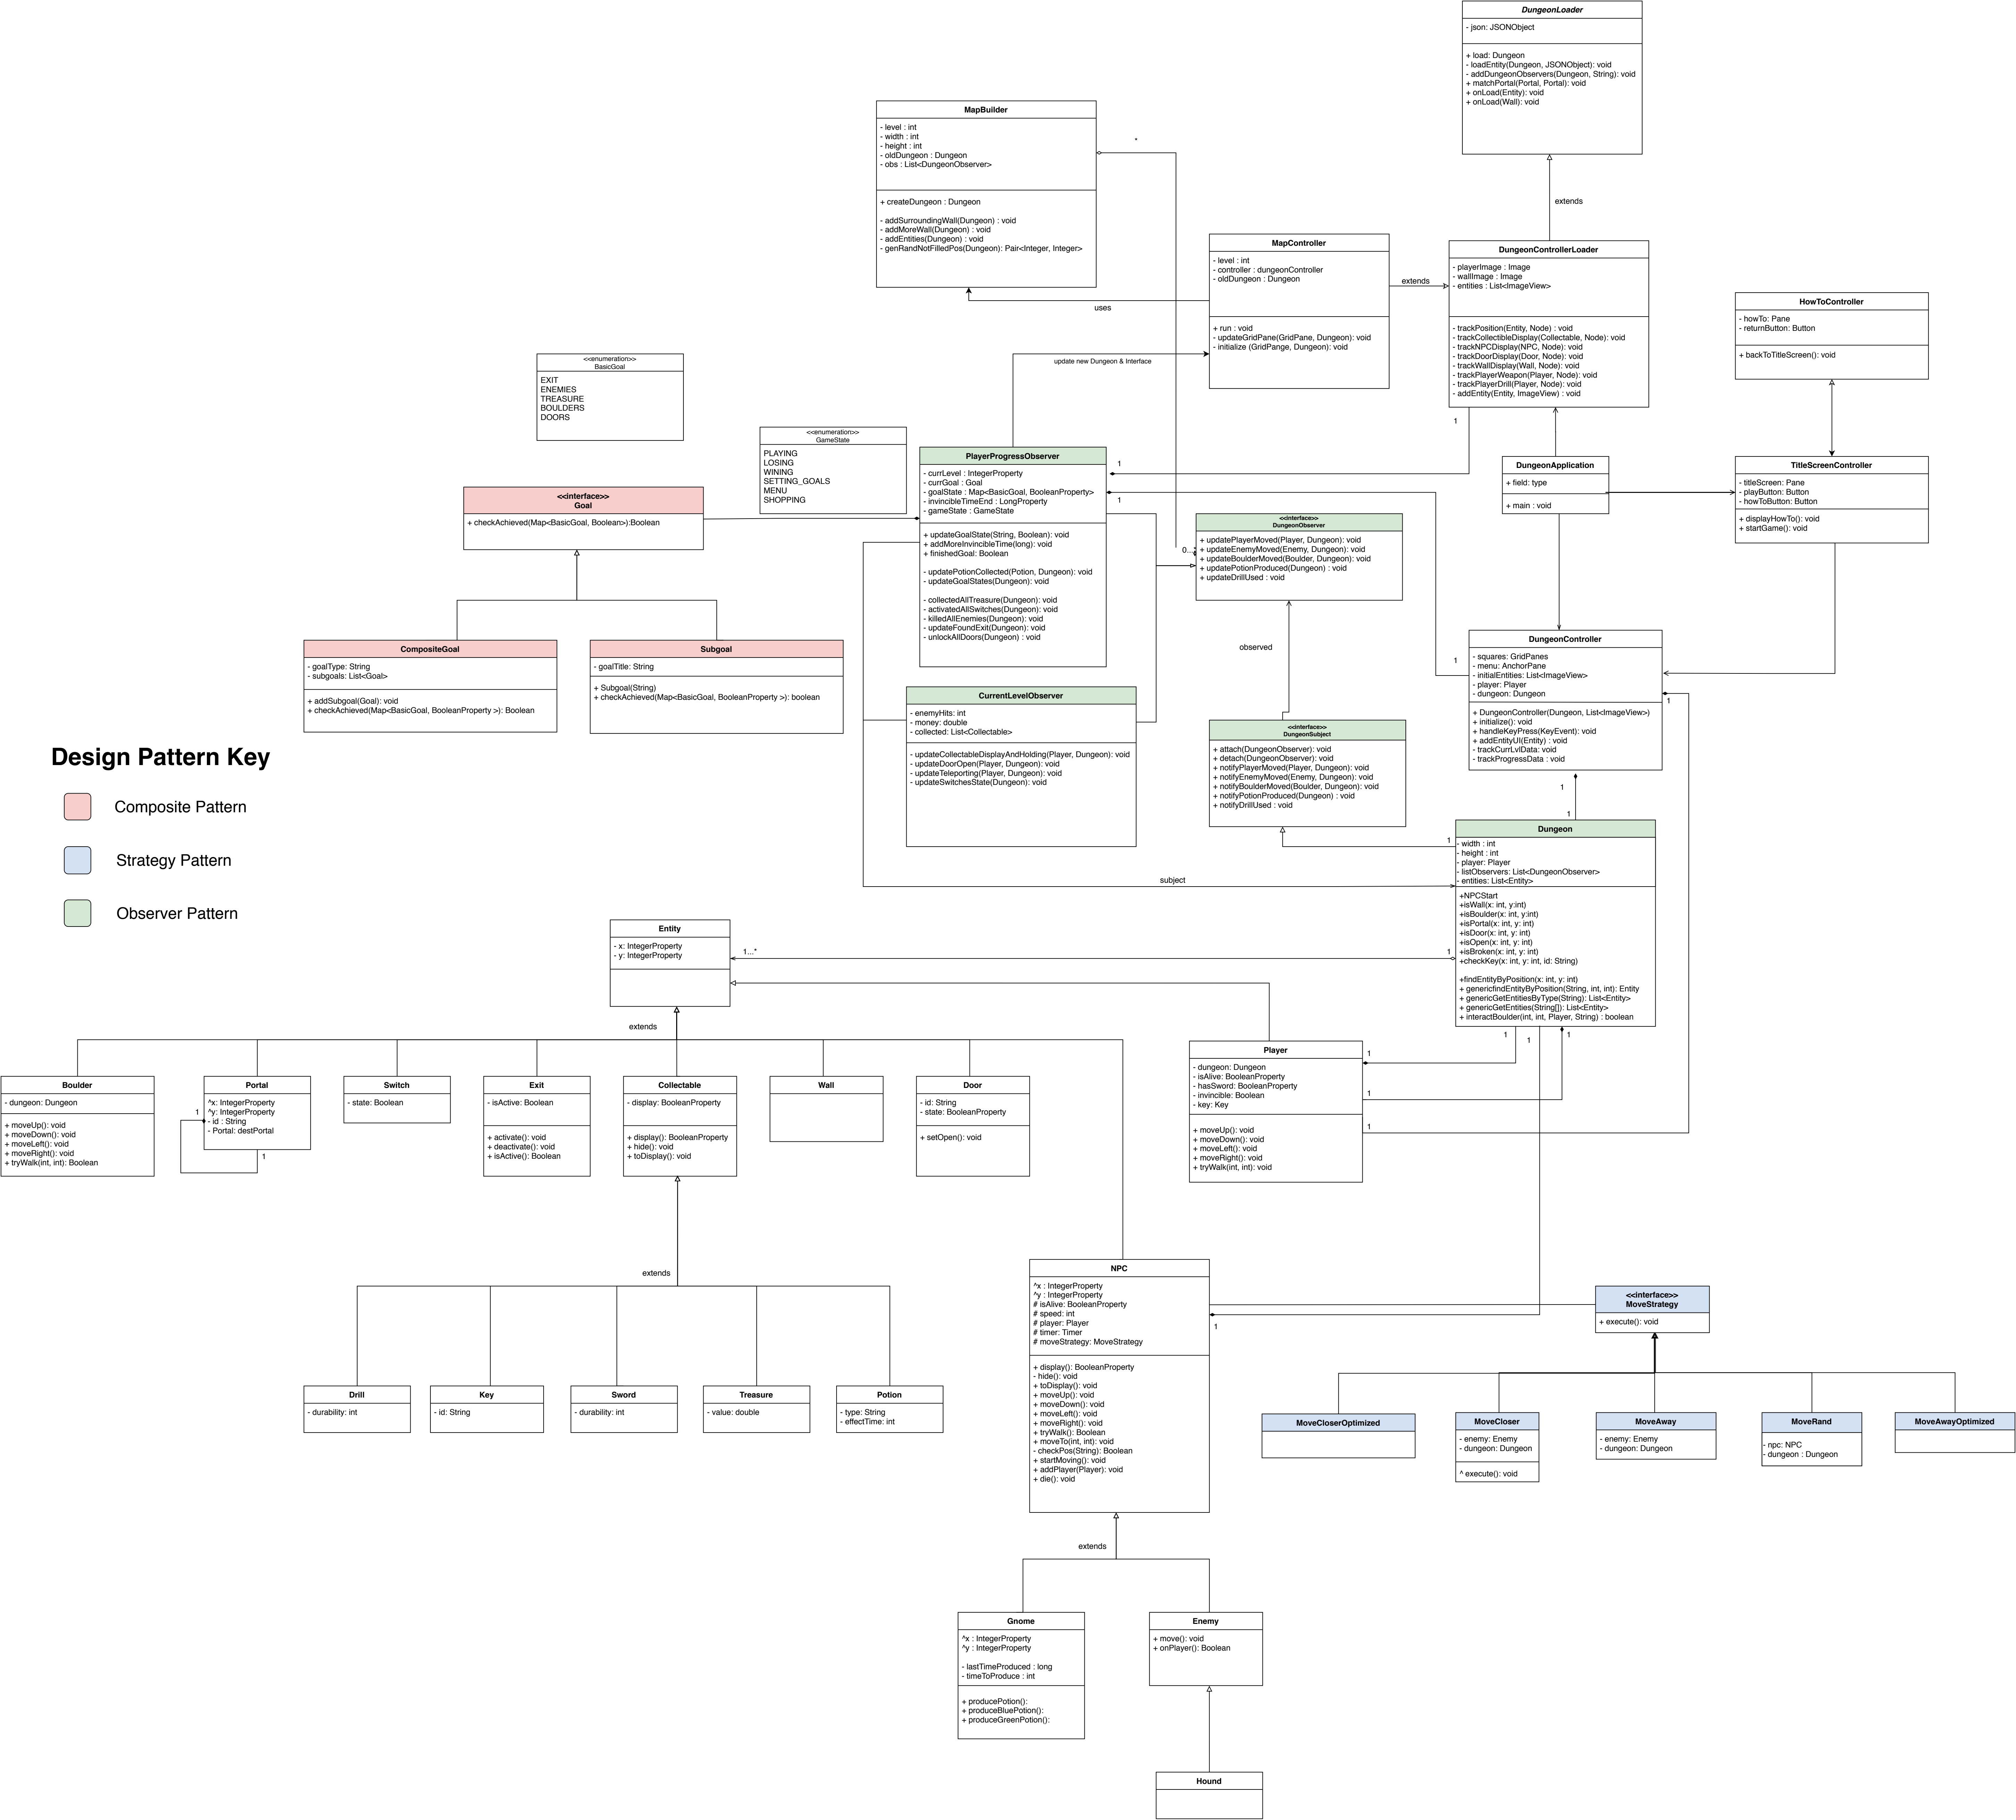 DungeonLoader
- json: JSONObject
+ load: Dungeon
- loadEntity(Dungeon, JSONObject): void
- addDungeonObservers(Dungeon, String): void
+ matchPortal(Portal, Portal): void
+ onLoad(Entity): void
+ onLoad(Wall): void
extends
MapBuilder
- level : int
- width : int
- height : int
- oldDungeon : Dungeon
- obs : List<DungeonObserver>
+ createDungeon : Dungeon
- addSurroundingWall(Dungeon) : void
- addMoreWall(Dungeon) : void
- addEntities(Dungeon) : void
- genRandNotFilledPos(Dungeon): Pair<Integer, Integer>
*
uses
MapController
- level : int
- controller : dungeonController
- oldDungeon : Dungeon
+ run : void
- updateGridPane(GridPane, Dungeon): void
- initialize (GridPange, Dungeon): void
extends
DungeonControllerLoader
- playerImage : Image
- wallImage : Image
- entities : List<ImageView>
- trackPosition(Entity, Node) : void
- trackCollectibleDisplay(Collectable, Node): void
- trackNPCDisplay(NPC, Node): void
- trackDoorDisplay(Door, Node): void
- trackWallDisplay(Wall, Node): void
- trackPlayerWeapon(Player, Node): void
- trackPlayerDrill(Player, Node): void
- addEntity(Entity, ImageView) : void
1
HowToController
- howTo: Pane
- returnButton: Button
+ backToTitleScreen(): void
update new Dungeon & Interface
<<enumeration>>
BasicGoal
EXIT
ENEMIES
TREASURE
BOULDERS
DOORS
<<enumeration>>
GameState
PLAYING
LOSING
WINING
SETTING_GOALS
MENU
SHOPPING
PlayerProgressObserver
- currLevel : IntegerProperty
- currGoal : Goal
- goalState : Map<BasicGoal, BooleanProperty>
- invincibleTimeEnd : LongProperty
- gameState : GameState
+ updateGoalState(String, Boolean): void
+ addMoreInvincibleTime(long): void
+ finishedGoal: Boolean
- updatePotionCollected(Potion, Dungeon): void
- updateGoalStates(Dungeon): void
- collectedAllTreasure(Dungeon): void
- activatedAllSwitches(Dungeon): void
- killedAllEnemies(Dungeon): void
- updateFoundExit(Dungeon): void
- unlockAllDoors(Dungeon) : void
1
1
DungeonApplication
+ field: type
+ main : void
TitleScreenController
- titleScreen: Pane
- playButton: Button
- howToButton: Button
+ displayHowTo(): void
+ startGame(): void
<<interface>>
Goal
+ checkAchieved(Map<BasicGoal, Boolean>):Boolean
<<interface>>
DungeonObserver
+ updatePlayerMoved(Player, Dungeon): void
+ updateEnemyMoved(Enemy, Dungeon): void
+ updateBoulderMoved(Boulder, Dungeon): void
+ updatePotionProduced(Dungeon) : void
+ updateDrillUsed : void
observed
CompositeGoal
- goalType: String
- subgoals: List<Goal>
+ addSubgoal(Goal): void
+ checkAchieved(Map<BasicGoal, BooleanProperty >): Boolean
Subgoal
- goalTitle: String
+ Subgoal(String)
+ checkAchieved(Map<BasicGoal, BooleanProperty >): boolean
1
DungeonController
- squares: GridPanes
- menu: AnchorPane
- initialEntities: List<ImageView>
- player: Player
- dungeon: Dungeon
+ DungeonController(Dungeon, List<ImageView>)
+ initialize(): void
+ handleKeyPress(KeyEvent): void
+ addEntityUI(Entity) : void
- trackCurrLvlData: void
- trackProgressData : void
1
CurrentLevelObserver
- enemyHits: int
- money: double
- collected: List<Collectable>
- updateCollectableDisplayAndHolding(Player, Dungeon): void
- updateDoorOpen(Player, Dungeon): void
- updateTeleporting(Player, Dungeon): void
- updateSwitchesState(Dungeon): void
<<interface>>
DungeonSubject
+ attach(DungeonObserver): void
+ detach(DungeonObserver): void
+ notifyPlayerMoved(Player, Dungeon): void
+ notifyEnemyMoved(Enemy, Dungeon): void
+ notifyBoulderMoved(Boulder, Dungeon): void
+ notifyPotionProduced(Dungeon) : void
+ notifyDrillUsed : void
Design Pattern Key
Composite Pattern
Strategy Pattern
Observer Pattern
1
1
1
Dungeon
- width : int
- height : int
- player: Player
- listObservers: List<DungeonObserver>
- entities: List<Entity>
+NPCStart
+isWall(x: int, y:int)
+isBoulder(x: int, y:int)
+isPortal(x: int, y: int)
+isDoor(x: int, y: int)
+isOpen(x: int, y: int)
+isBroken(x: int, y: int)
+checkKey(x: int, y: int, id: String)
+findEntityByPosition(x: int, y: int)
+ genericfindEntityByPosition(String, int, int): Entity
+ genericGetEntitiesByType(String): List<Entity>
+ genericGetEntities(String[]): List<Entity>
+ interactBoulder(int, int, Player, String) : boolean
subject
Entity
- x: IntegerProperty
- y: IntegerProperty
1...*
1
extends
1
1
1
Player
- dungeon: Dungeon
- isAlive: BooleanProperty
- hasSword: BooleanProperty
- invincible: Boolean
- key: Key
+ moveUp(): void
+ moveDown(): void
+ moveLeft(): void
+ moveRight(): void
+ tryWalk(int, int): void
1
1
1
Boulder
- dungeon: Dungeon
+ moveUp(): void
+ moveDown(): void
+ moveLeft(): void
+ moveRight(): void
+ tryWalk(int, int): Boolean
Portal
^x: IntegerProperty
^y: IntegerProperty
- id : String
- Portal: destPortal
1
1
Switch
- state: Boolean
Exit
- isActive: Boolean
+ activate(): void
+ deactivate(): void
+ isActive(): Boolean
Collectable
- display: BooleanProperty
+ display(): BooleanProperty
+ hide(): void
+ toDisplay(): void
Wall
Door
- id: String
- state: BooleanProperty
+ setOpen(): void
extends
NPC
^x : IntegerProperty
^y : IntegerProperty
# isAlive: BooleanProperty
# speed: int
# player: Player
# timer: Timer
# moveStrategy: MoveStrategy
+ display(): BooleanProperty
- hide(): void
+ toDisplay(): void
+ moveUp(): void
+ moveDown(): void
+ moveLeft(): void
+ moveRight(): void
+ tryWalk(): Boolean
+ moveTo(int, int): void
- checkPos(String): Boolean
+ startMoving(): void
+ addPlayer(Player): void
+ die(): void
1
<<interface>>
MoveStrategy
+ execute(): void
Drill
- durability: int
Key
- id: String
Sword
- durability: int
Treasure
- value: double
Potion
- type: String
- effectTime: int
MoveCloserOptimized
MoveCloser
- enemy: Enemy
- dungeon: Dungeon
^ execute(): void
MoveAway
- enemy: Enemy
- dungeon: Dungeon
MoveRand
- npc: NPC
- dungeon : Dungeon
MoveAwayOptimized
extends
Gnome
^x : IntegerProperty
^y : IntegerProperty
- lastTimeProduced : long
- timeToProduce : int
+ producePotion():
+ produceBluePotion():
+ produceGreenPotion():
Enemy
+ move(): void
+ onPlayer(): Boolean
Hound